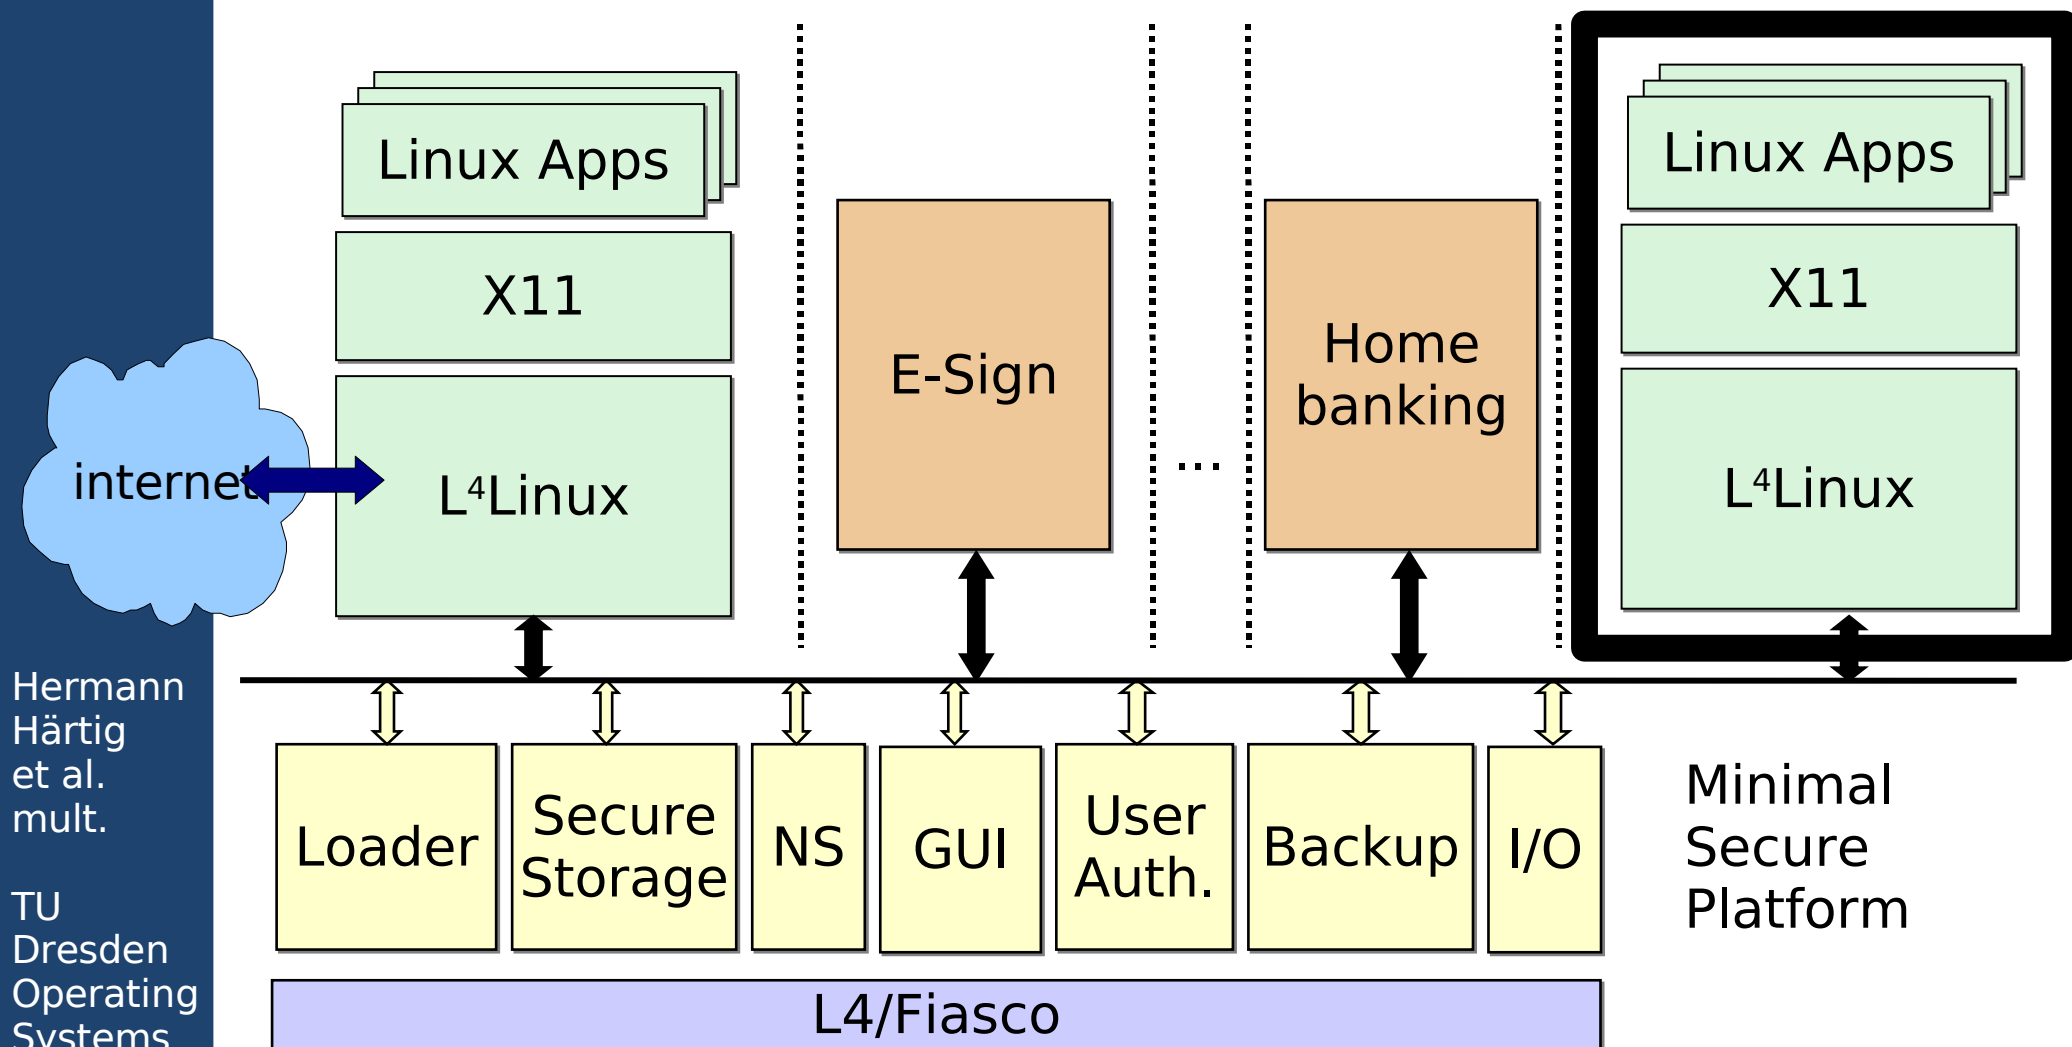 Linux Apps
X11
L⁴Linux
internet
E-Sign
...
Home
banking
Linux Apps
X11
L⁴Linux
Loader
Secure
Storage
NS
GUI
User
Auth.
Backup
I/O
Minimal
Secure
Platform
L4/Fiasco
Hermann
Härtig
et al.
mult.
TU
Dresden
Operating
Systems